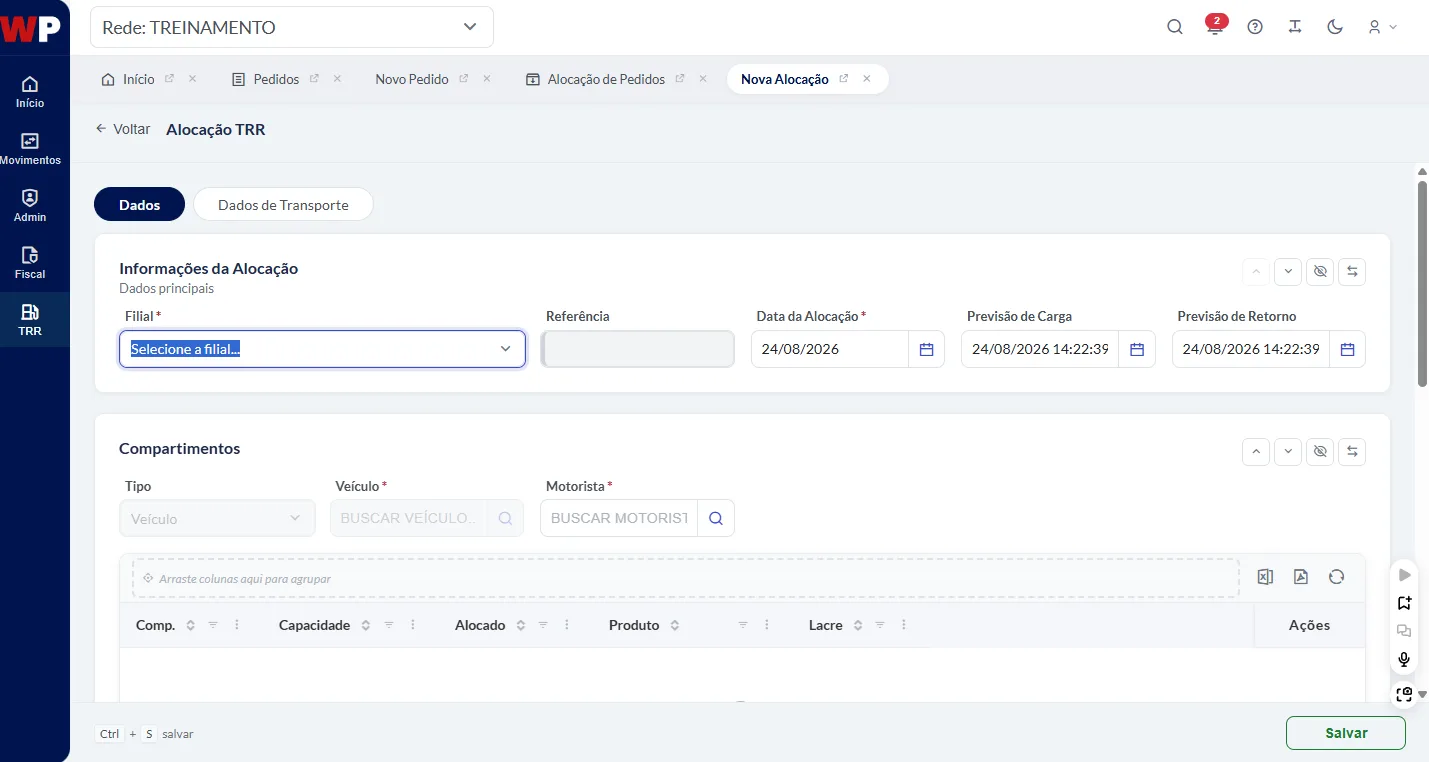 WP
Rede: TREINAMENTO
2
Início
Pedidos
Novo Pedido
Alocação de Pedidos
Nova Alocação
Início
Movimentos
Admin
Fiscal
TRR
Voltar
Alocação TRR
Dados
Dados de Transporte
Informações da Alocação
Dados principais
Filial *
Referência
Data da Alocação *
Previsão de Carga
Previsão de Retorno
Selecione a filial...
24/08/2026
24/08/2026 14:22:39
24/08/2026 14:22:39
Compartimentos
Tipo
Veículo *
Motorista *
Veículo
BUSCAR VEÍCULO...
BUSCAR MOTORIST
Arraste colunas aqui para agrupar
Comp.
Capacidade
Alocado
Produto
Lacre
Ações
Ctrl + S salvar
Salvar